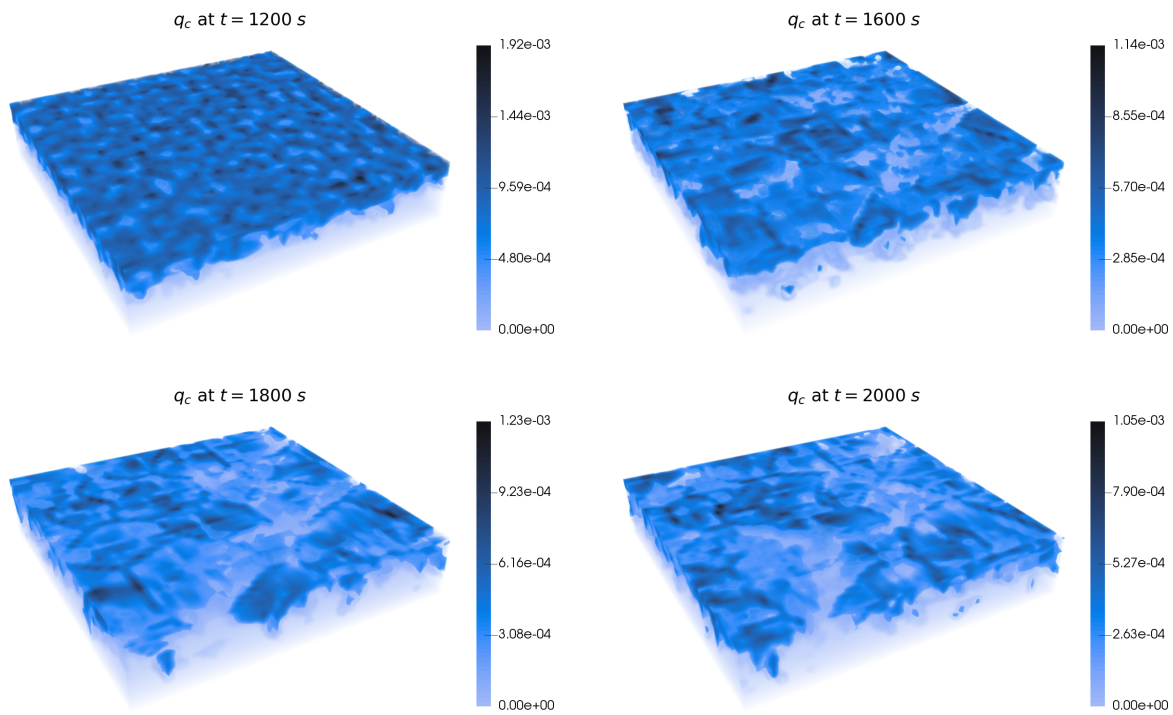 q_c at t = 1200 s
1.92e-03
1.44e-03
9.59e-04
4.80e-04
0.00e+00
q_c at t = 1600 s
1.14e-03
8.55e-04
5.70e-04
2.85e-04
0.00e+00
q_c at t = 1800 s
1.23e-03
9.23e-04
6.16e-04
3.08e-04
0.00e+00
q_c at t = 2000 s
1.05e-03
7.90e-04
5.27e-04
2.63e-04
0.00e+00